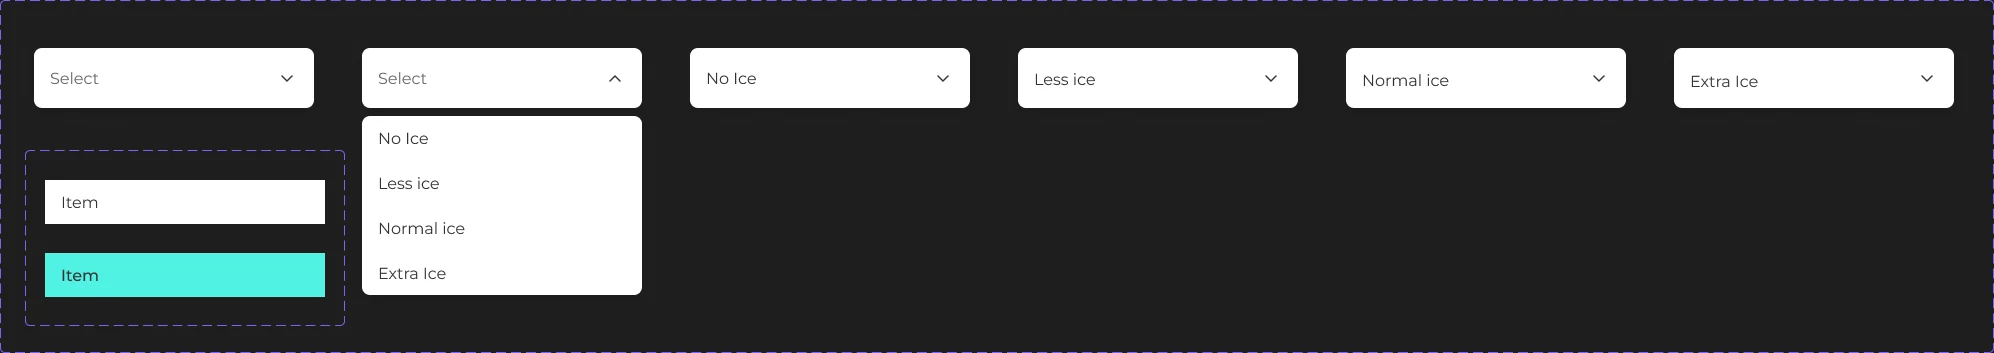 Select
Select
No Ice
Less ice
Normal ice
Extra Ice
No Ice
Less ice
Normal ice
Extra Ice
Item
Item